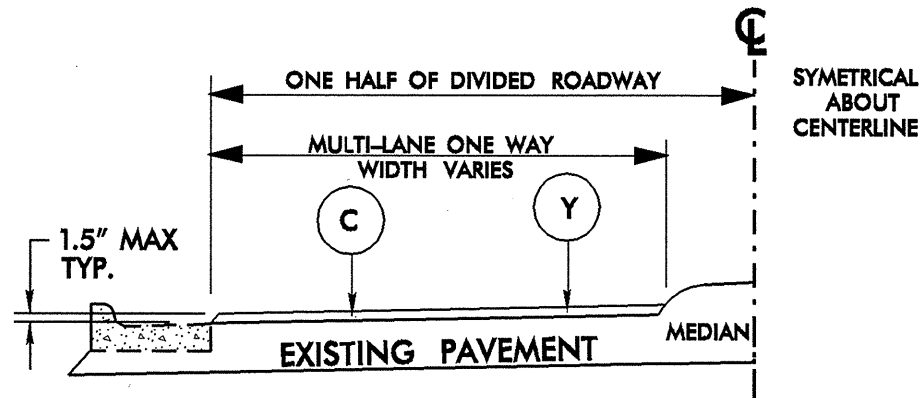 ℄
ONE HALF OF DIVIDED ROADWAY
SYMETRICAL
ABOUT
CENTERLINE
MULTI-LANE ONE WAY
WIDTH VARIES
C
Y
1.5" MAX
TYP.
MEDIAN
EXISTING PAVEMENT